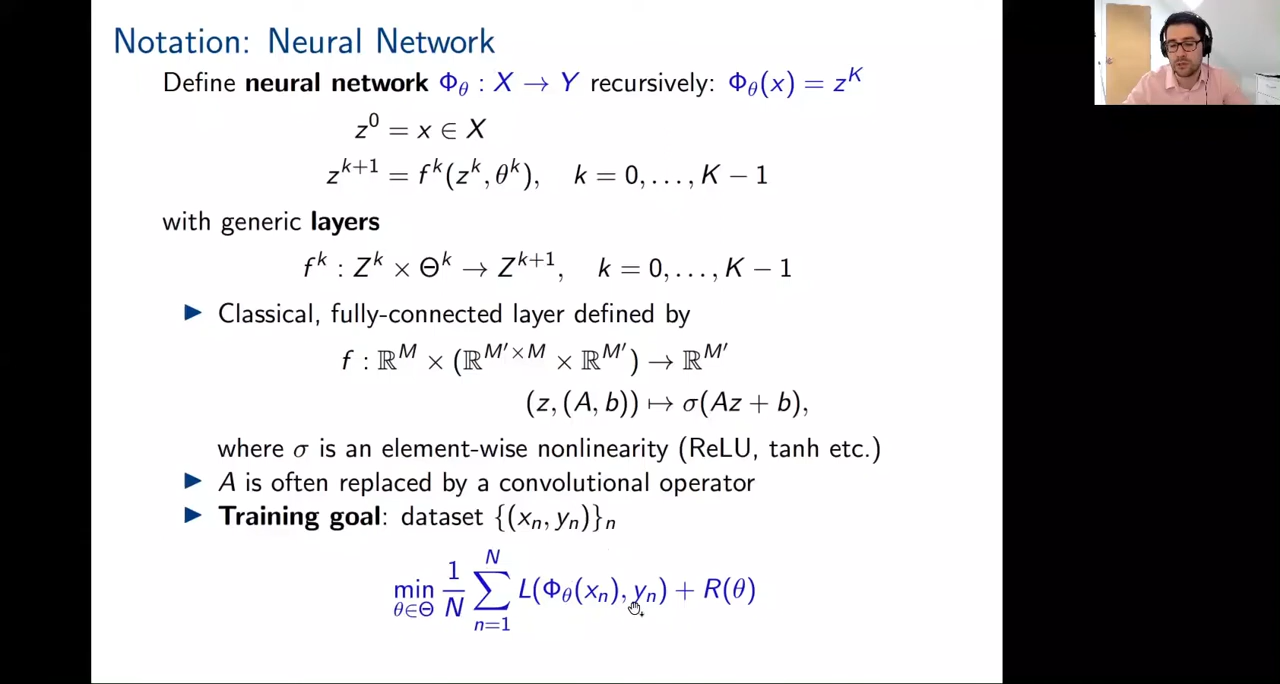 Notation: Neural Network
Define neural network Φ_θ : X → Y recursively: Φ_θ(x) = z^K
z^0 = x ∈ X
z^{k+1} = f^k(z^k, θ^k), k = 0, . . . , K − 1
with generic layers
f^k : Z^k × Θ^k → Z^{k+1}, k = 0, . . . , K − 1
▶ Classical, fully-connected layer defined by
f : ℝ^M × (ℝ^{M′×M} × ℝ^{M′}) → ℝ^{M′}
(z, (A, b)) ↦ σ(Az + b),
where σ is an element-wise nonlinearity (ReLU, tanh etc.)
▶ A is often replaced by a convolutional operator
▶ Training goal: dataset {(x_n, y_n)}_n
min_{θ∈Θ} 1/N ∑_{n=1}^N L(Φ_θ(x_n), y_n) + R(θ)